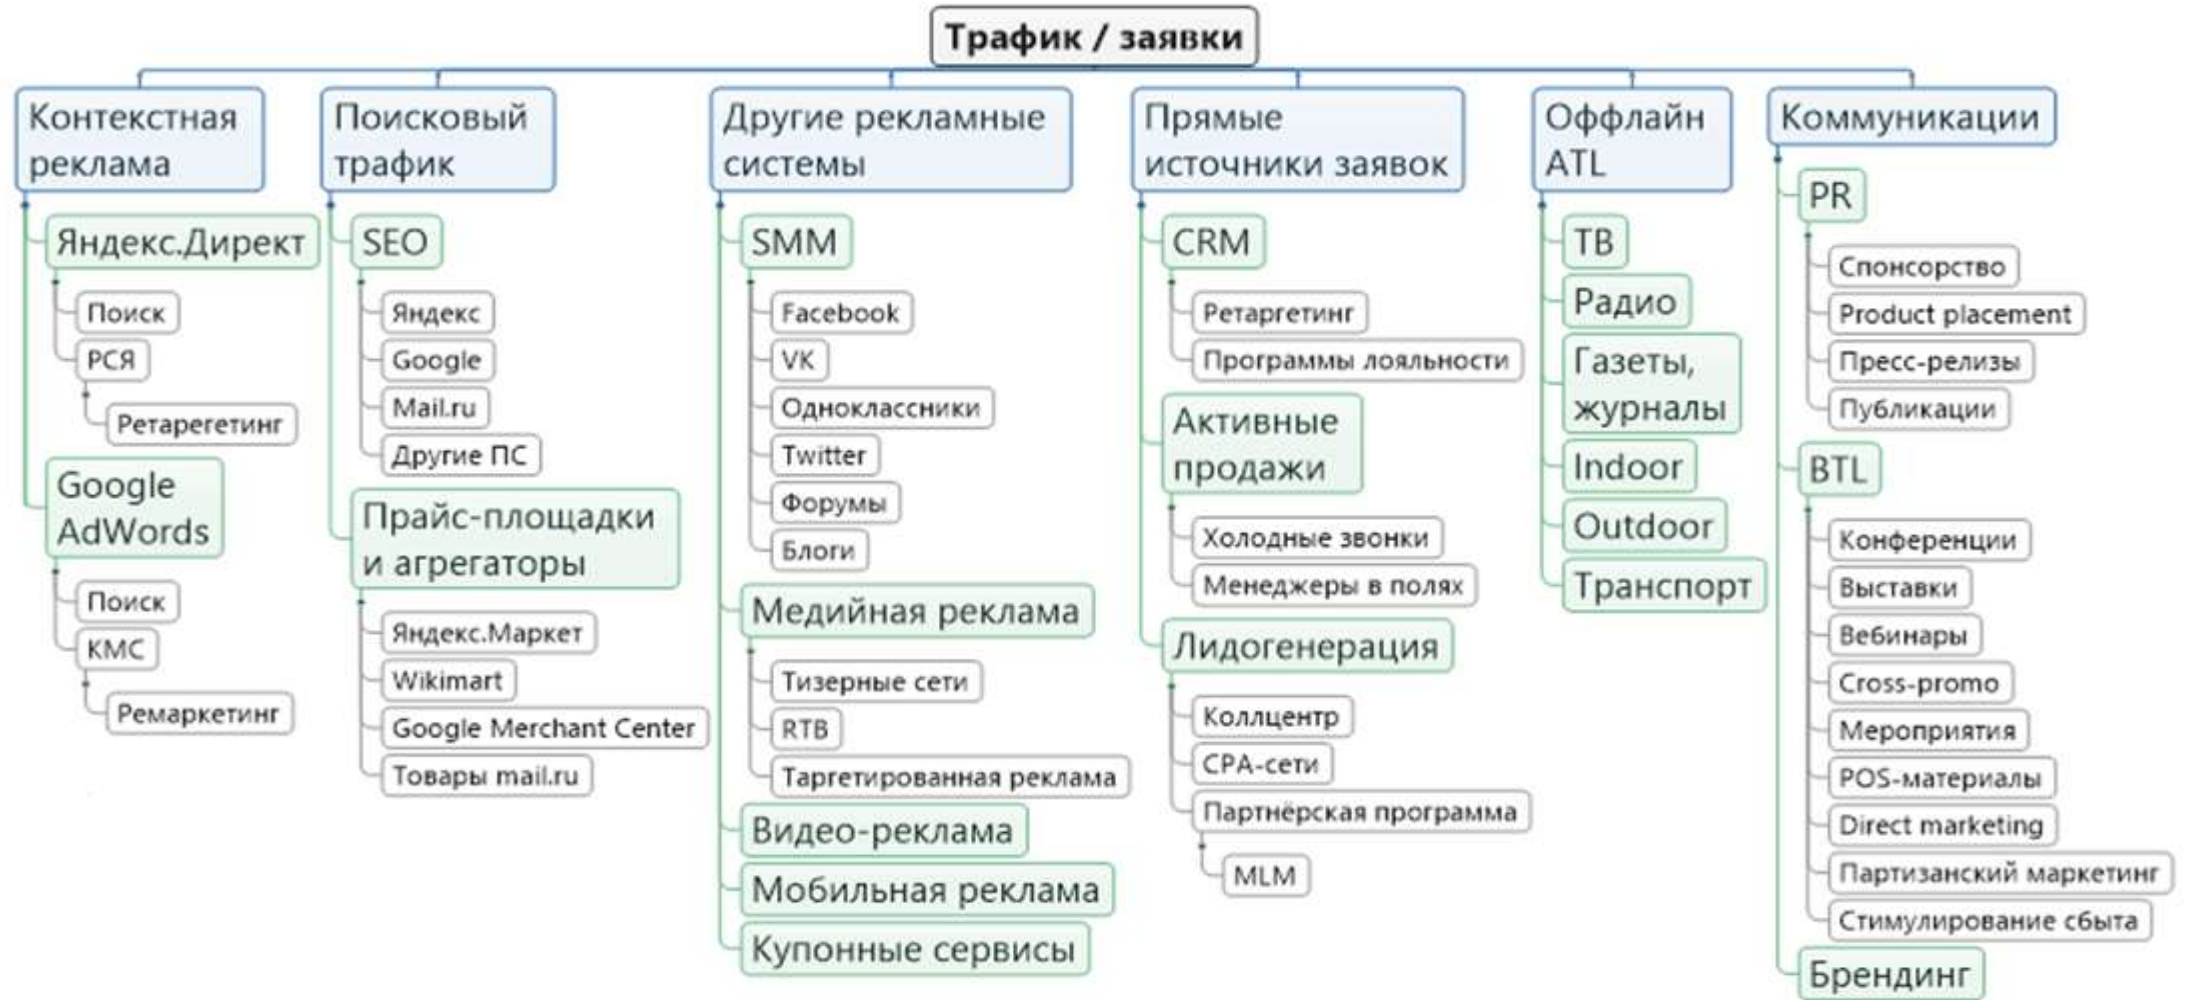 Трафик / заявки
Контекстная
реклама
Яндекс.Директ
Поиск
РСЯ
Ретарегетинг
Google
AdWords
Поиск
КМС
Ремаркетинг
Поисковый
трафик
SEO
Яндекс
Google
Mail.ru
Другие ПС
Прайс-площадки
и агрегаторы
Яндекс.Маркет
Wikimart
Google Merchant Center
Товары mail.ru
Другие рекламные
системы
SMM
Facebook
VK
Одноклассники
Twitter
Форумы
Блоги
Медийная реклама
Тизерные сети
RTB
Таргетированная реклама
Видео-реклама
Мобильная реклама
Купонные сервисы
Прямые
источники заявок
CRM
Ретаргетинг
Программы лояльности
Активные
продажи
Холодные звонки
Менеджеры в полях
Лидогенерация
Коллцентр
CPA-сети
Партнёрская программа
MLM
Оффлайн
ATL
ТВ
Радио
Газеты,
журналы
Indoor
Outdoor
Транспорт
Коммуникации
PR
Спонсорство
Product placement
Пресс-релизы
Публикации
BTL
Конференции
Выставки
Вебинары
Cross-promo
Мероприятия
POS-материалы
Direct marketing
Партизанский маркетинг
Стимулирование сбыта
Брендинг